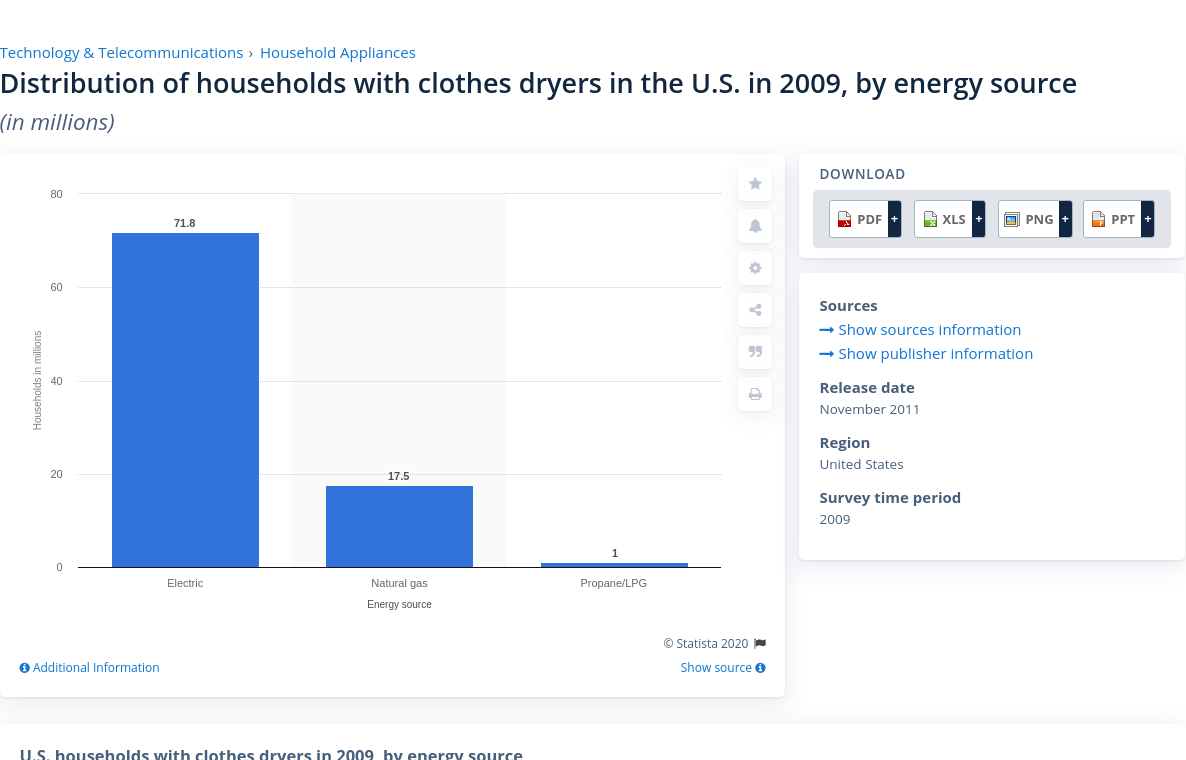 Technology & Telecommunications › Household Appliances
Distribution of households with clothes dryers in the U.S. in 2009, by energy source
(in millions)
80
60
40
20
0
Households in millions
71.8
17.5
1
Electric
Natural gas
Propane/LPG
Energy source
© Statista 2020
Additional Information
Show source
DOWNLOAD
PDF + XLS + PNG + PPT +
Sources
Show sources information
Show publisher information
Release date
November 2011
Region
United States
Survey time period
2009
U.S. households with clothes dryers in 2009, by energy source